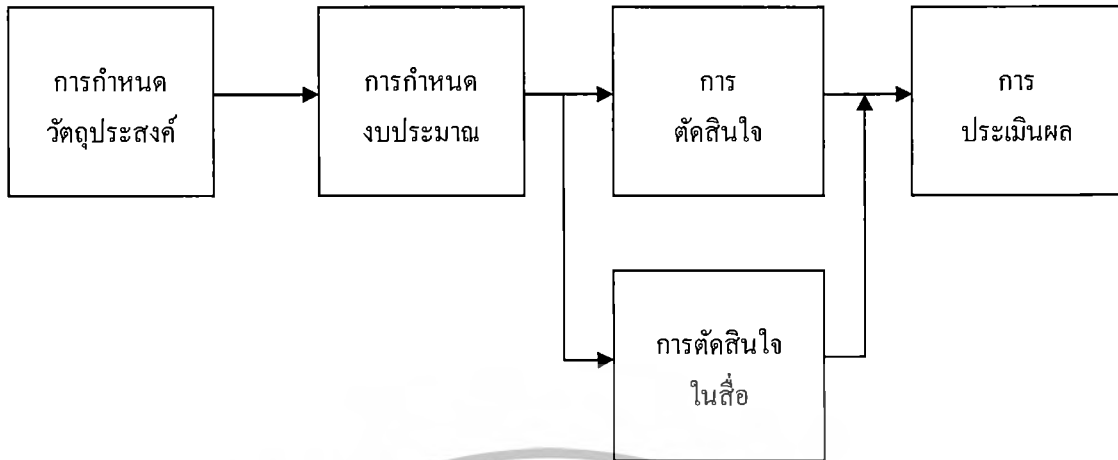 การกำหนด
วัตถุประสงค์
การกำหนด
งบประมาณ
การ
ตัดสินใจ
การ
ประเมินผล
การตัดสินใจ
ในสื่อ